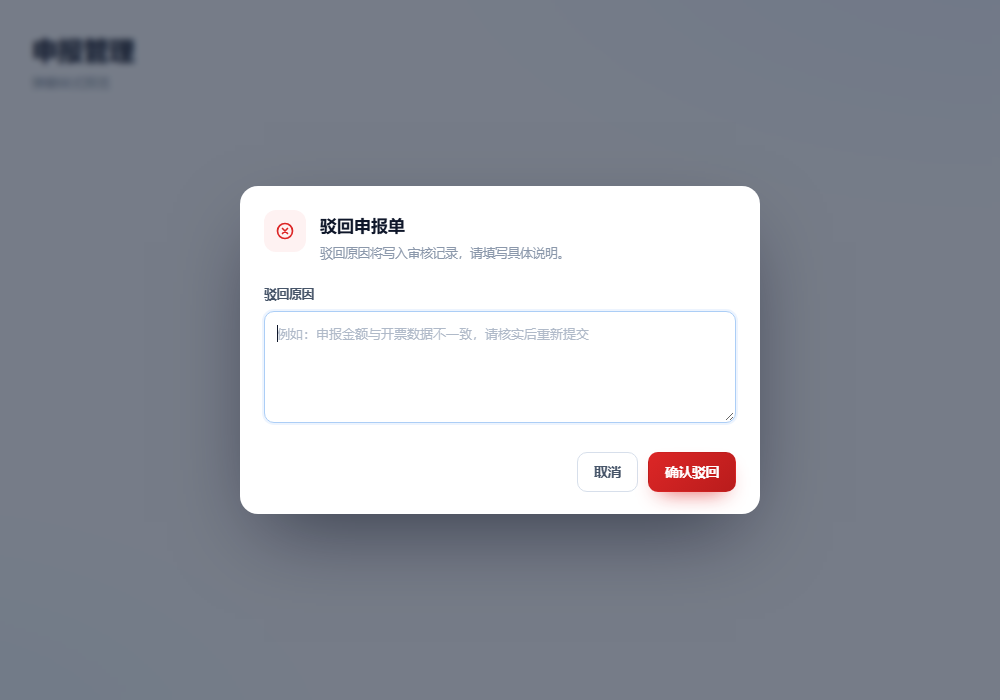 申报管理
驳回申报单
驳回原因将写入审核记录，请填写具体说明。
驳回原因
例如：申报金额与开票数据不一致，请核实后重新提交
取消
确认驳回